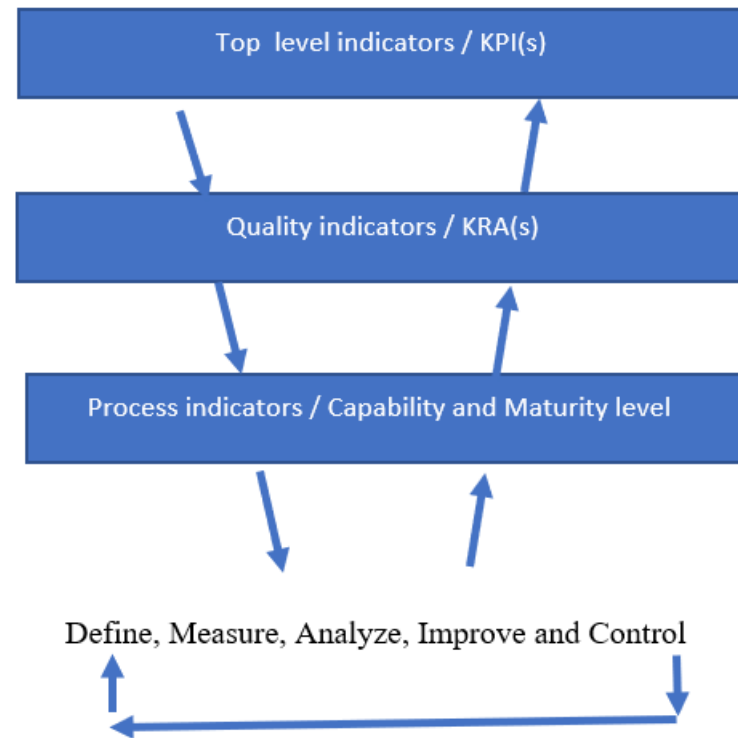 Top level indicators / KPI(s)
Quality indicators / KRA(s)
Process indicators / Capability and Maturity level
Define, Measure, Analyze, Improve and Control